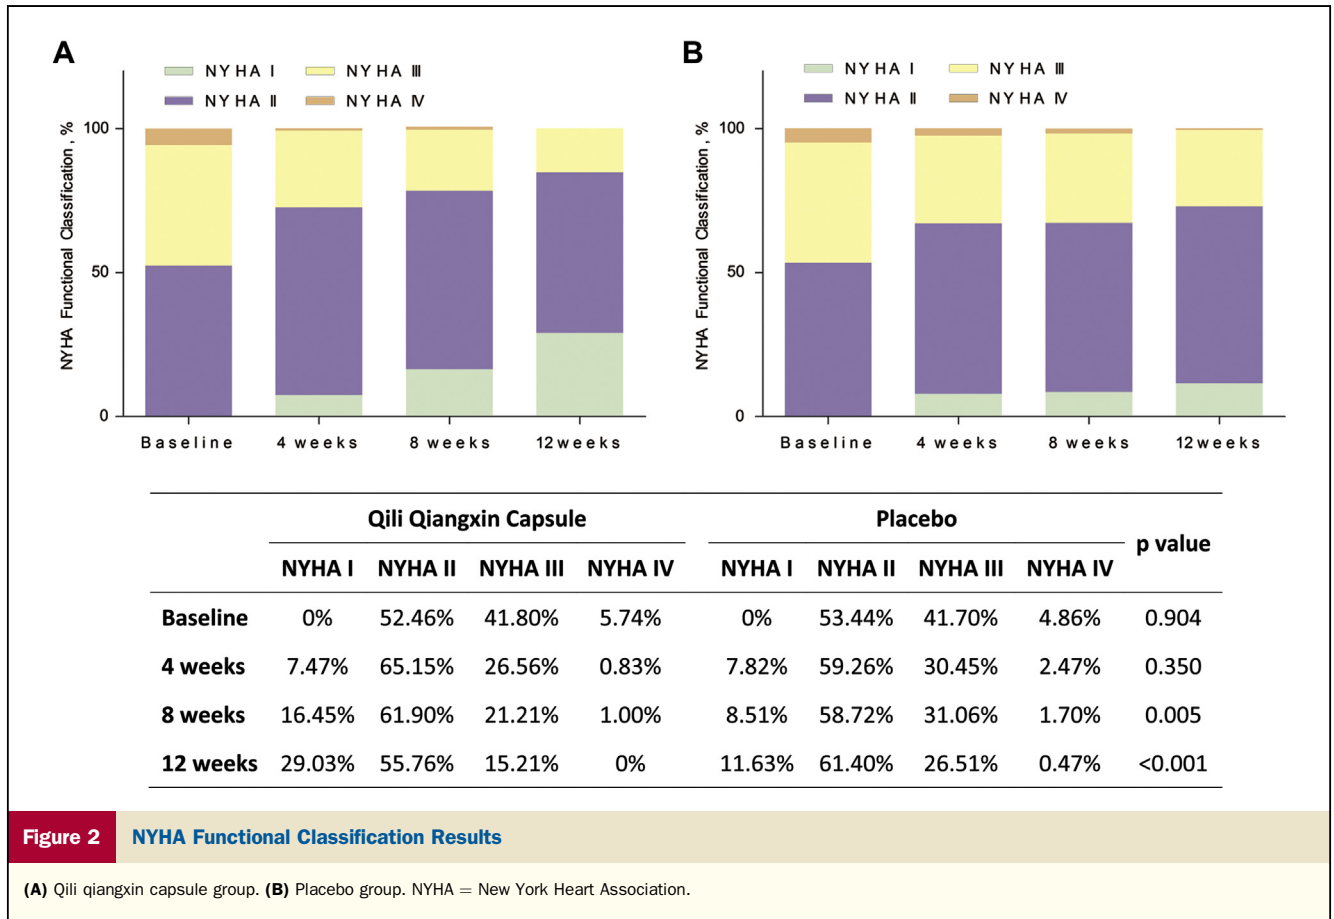 A
NYHA I
NYHA III
NYHA II
NYHA IV
NYHA Functional Classification, %
100
50
0
Baseline
4 weeks
8 weeks
12 weeks
B
NYHA I
NYHA III
NYHA II
NYHA IV
NYHA Functional Classification, %
100
50
0
Baseline
4 weeks
8 weeks
12 weeks
Qili Qiangxin Capsule Placebo p value
NYHA I NYHA II NYHA III NYHA IV NYHA I NYHA II NYHA III NYHA IV
Baseline 0% 52.46% 41.80% 5.74% 0% 53.44% 41.70% 4.86% 0.904
4 weeks 7.47% 65.15% 26.56% 0.83% 7.82% 59.26% 30.45% 2.47% 0.350
8 weeks 16.45% 61.90% 21.21% 1.00% 8.51% 58.72% 31.06% 1.70% 0.005
12 weeks 29.03% 55.76% 15.21% 0% 11.63% 61.40% 26.51% 0.47% <0.001
Figure 2 NYHA Functional Classification Results
(A) Qili qiangxin capsule group. (B) Placebo group. NYHA = New York Heart Association.